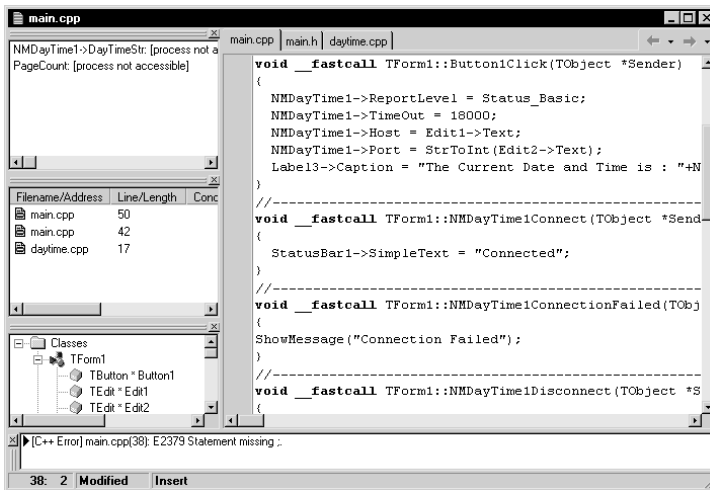 main.cpp
NMDayTime1->DayTimeStr: [process not a
PageCount: [process not accessible]
Filename/Address Line/Length Conc
main.cpp 50
main.cpp 42
daytime.cpp 17
Classes
TForm1
TButton * Button1
TEdit * Edit1
TEdit * Edit2
main.cpp main.h daytime.cpp
void __fastcall TForm1::Button1Click(TObject *Sender)
{
NMDayTime1->ReportLevel = Status_Basic;
NMDayTime1->TimeOut = 18000;
NMDayTime1->Host = Edit1->Text;
NMDayTime1->Port = StrToInt(Edit2->Text);
Label3->Caption = "The Current Date and Time is : "+N
}
//---------------------------------------------------
void __fastcall TForm1::NMDayTime1Connect(TObject *Send
{
StatusBar1->SimpleText = "Connected";
}
//---------------------------------------------------
void __fastcall TForm1::NMDayTime1ConnectionFailed(TObj
{
ShowMessage("Connection Failed");
}
//---------------------------------------------------
void __fastcall TForm1::NMDayTime1Disconnect(TObject *S
{
[C++ Error] main.cpp(38): E2379 Statement missing ;.
38: 2 Modified Insert